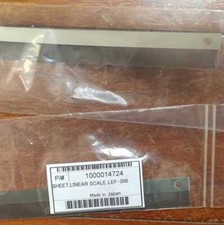 P/# 1000014724
SHEET,LINEAR SCALE,LEF-300
Made in Japan